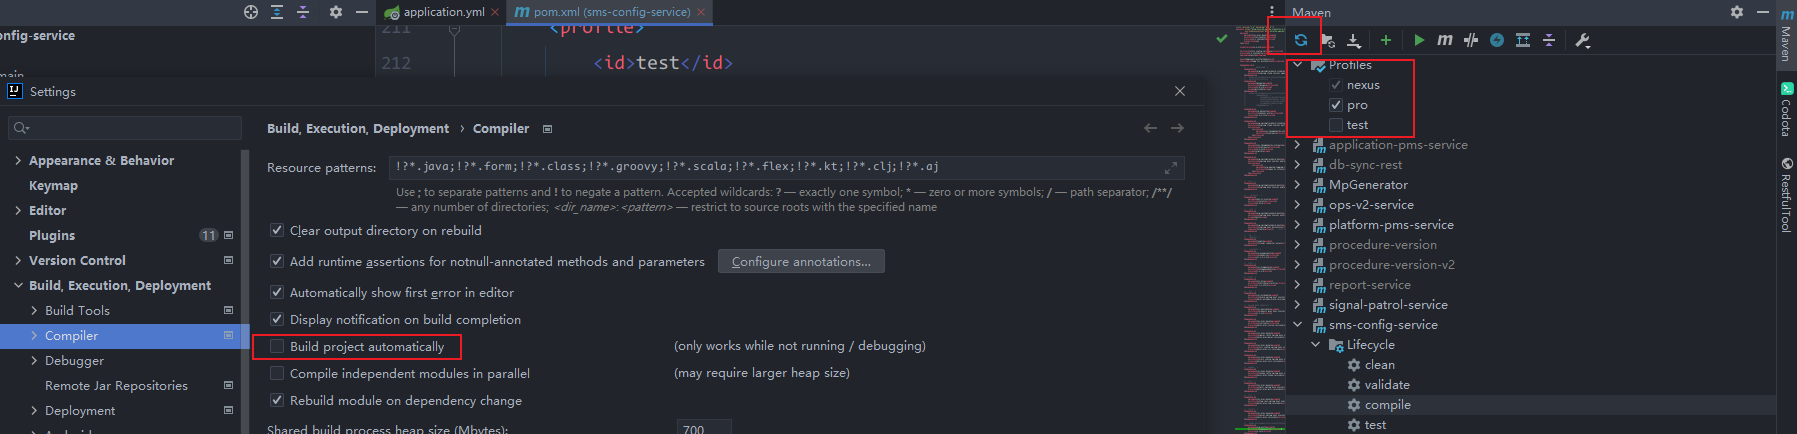 application.yml
pom.xml (sms-config-service)
Maven
onfig-service
main
211
<profile>
212
<id>test</id>
Settings
Appearance & Behavior
Keymap
Editor
Plugins
11
Version Control
Build, Execution, Deployment
Build Tools
Compiler
Debugger
Remote Jar Repositories
Deployment
Build, Execution, Deployment › Compiler
Resource patterns:
!?*.java;!?*.form;!?*.class;!?*.groovy;!?*.scala;!?*.flex;!?*.kt;!?*.clj;!?*.aj
Use ; to separate patterns and ! to negate a pattern. Accepted wildcards: ? — exactly one symbol; * — zero or more symbols; / — path separator; /**/
— any number of directories; <dir_name>:<pattern> — restrict to source roots with the specified name
Clear output directory on rebuild
Add runtime assertions for notnull-annotated methods and parameters
Configure annotations...
Automatically show first error in editor
Display notification on build completion
Build project automatically
(only works while not running / debugging)
Compile independent modules in parallel
(may require larger heap size)
Rebuild module on dependency change
Shared build process heap size (Mbytes):
700
m
Profiles
nexus
pro
test
application-pms-service
db-sync-rest
MpGenerator
ops-v2-service
platform-pms-service
procedure-version
procedure-version-v2
report-service
signal-patrol-service
sms-config-service
Lifecycle
clean
validate
compile
test
Maven
Codota
RestfulTool